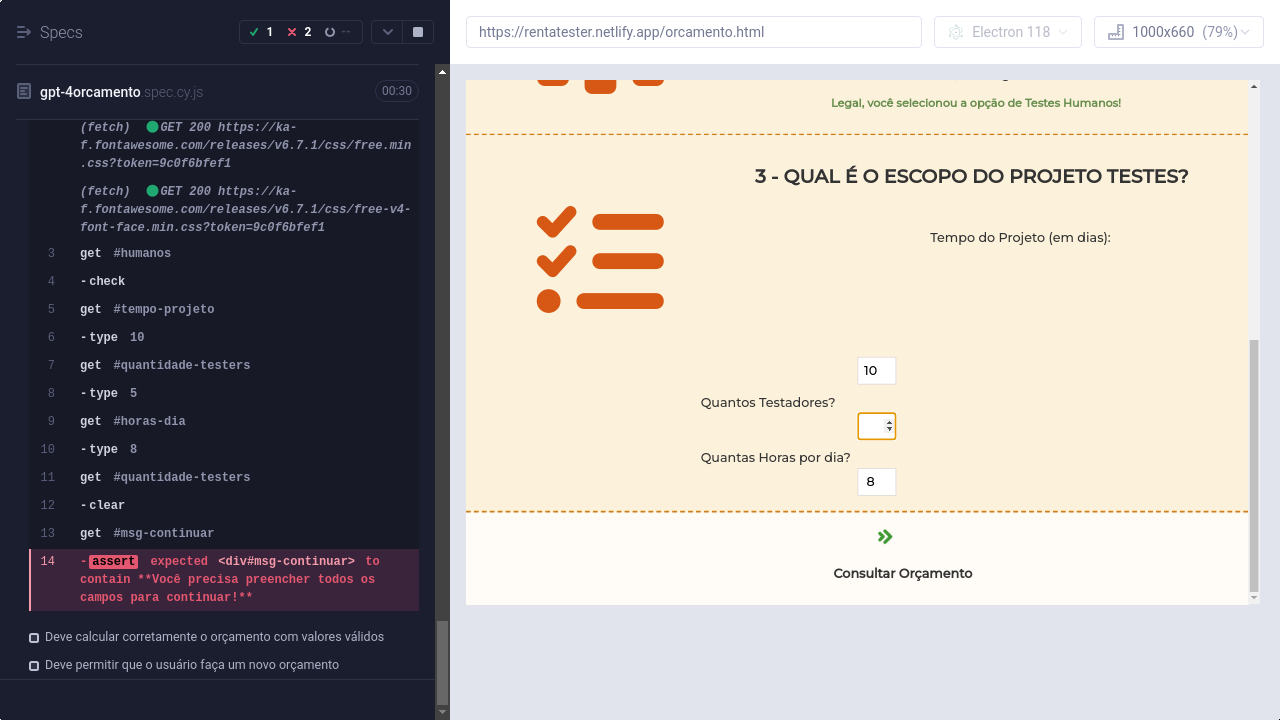 Specs
1
2
--
https://rentatester.netlify.app/orcamento.html
Electron 118
1000x660 (79%)
gpt-4orcamento.spec.cy.js
00:30
(fetch) GET 200 https://ka-
f.fontawesome.com/releases/v6.7.1/css/free.min
.css?token=9c0f6bfef1
(fetch) GET 200 https://ka-
f.fontawesome.com/releases/v6.7.1/css/free-v4-
font-face.min.css?token=9c0f6bfef1
3 get #humanos
4 -check
5 get #tempo-projeto
6 -type 10
7 get #quantidade-testers
8 -type 5
9 get #horas-dia
10 -type 8
11 get #quantidade-testers
12 -clear
13 get #msg-continuar
14 -assert expected <div#msg-continuar> to
contain **Você precisa preencher todos os
campos para continuar!**
Deve calcular corretamente o orçamento com valores válidos
Deve permitir que o usuário faça um novo orçamento
Legal, você selecionou a opção de Testes Humanos!
3 - QUAL É O ESCOPO DO PROJETO TESTES?
Tempo do Projeto (em dias):
10
Quantos Testadores?
Quantas Horas por dia?
8
Consultar Orçamento